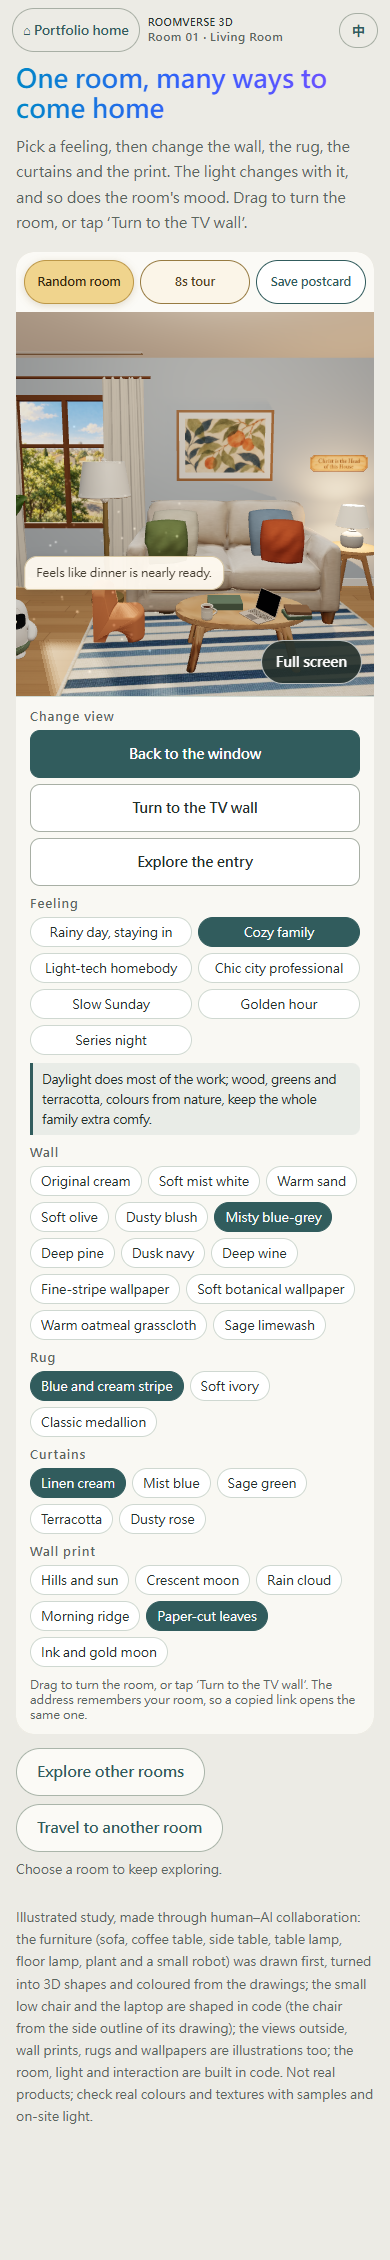 ⌂ Portfolio home
ROOMVERSE 3D
Room 01 · Living Room
中
One room, many ways to
come home
Pick a feeling, then change the wall, the rug, the
curtains and the print. The light changes with it,
and so does the room's mood. Drag to turn the
room, or tap ‘Turn to the TV wall’.
Random room
8s tour
Save postcard
Christ is the Head
of this House
Feels like dinner is nearly ready.
Full screen
Change view
Back to the window
Turn to the TV wall
Explore the entry
Feeling
Rainy day, staying in
Cozy family
Light-tech homebody
Chic city professional
Slow Sunday
Golden hour
Series night
Daylight does most of the work; wood, greens and
terracotta, colours from nature, keep the whole
family extra comfy.
Wall
Original cream
Soft mist white
Warm sand
Soft olive
Dusty blush
Misty blue-grey
Deep pine
Dusk navy
Deep wine
Fine-stripe wallpaper
Soft botanical wallpaper
Warm oatmeal grasscloth
Sage limewash
Rug
Blue and cream stripe
Soft ivory
Classic medallion
Curtains
Linen cream
Mist blue
Sage green
Terracotta
Dusty rose
Wall print
Hills and sun
Crescent moon
Rain cloud
Morning ridge
Paper-cut leaves
Ink and gold moon
Drag to turn the room, or tap ‘Turn to the TV wall’. The
address remembers your room, so a copied link opens the
same one.
Explore other rooms
Travel to another room
Choose a room to keep exploring.
Illustrated study, made through human–AI collaboration:
the furniture (sofa, coffee table, side table, table lamp,
floor lamp, plant and a small robot) was drawn first, turned
into 3D shapes and coloured from the drawings; the small
low chair and the laptop are shaped in code (the chair
from the side outline of its drawing); the views outside,
wall prints, rugs and wallpapers are illustrations too; the
room, light and interaction are built in code. Not real
products; check real colours and textures with samples and
on-site light.